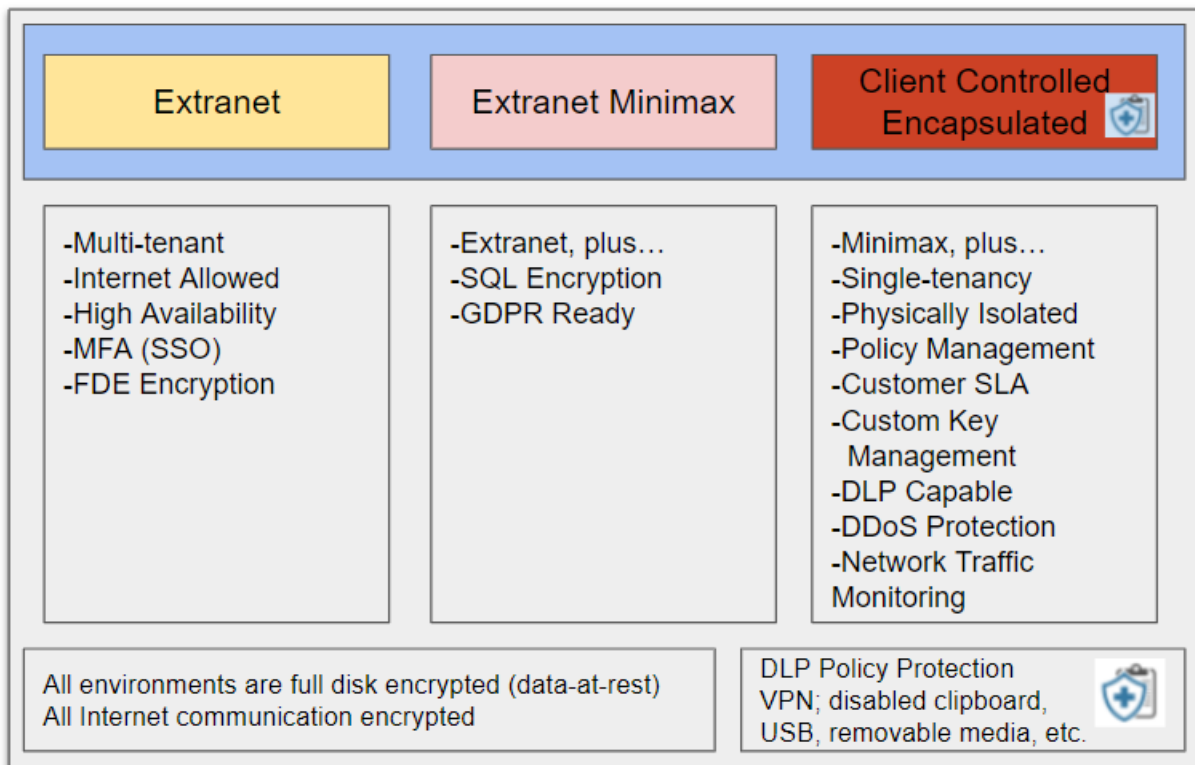 Extranet
Extranet Minimax
Client Controlled
Encapsulated
-Multi-tenant
-Internet Allowed
-High Availability
-MFA (SSO)
-FDE Encryption
-Extranet, plus…
-SQL Encryption
-GDPR Ready
-Minimax, plus…
-Single-tenancy
-Physically Isolated
-Policy Management
-Customer SLA
-Custom Key
Management
-DLP Capable
-DDoS Protection
-Network Traffic
Monitoring
All environments are full disk encrypted (data-at-rest)
All Internet communication encrypted
DLP Policy Protection
VPN; disabled clipboard,
USB, removable media, etc.